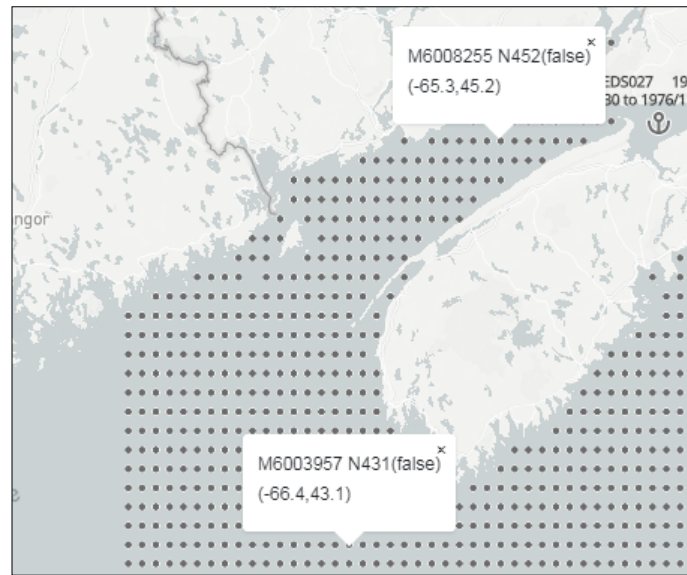 M6008255 N452(false)
×
(-65.3,45.2)
EDS027 19
30 to 1976/1
ngor
M6003957 N431(false)
×
(-66.4,43.1)